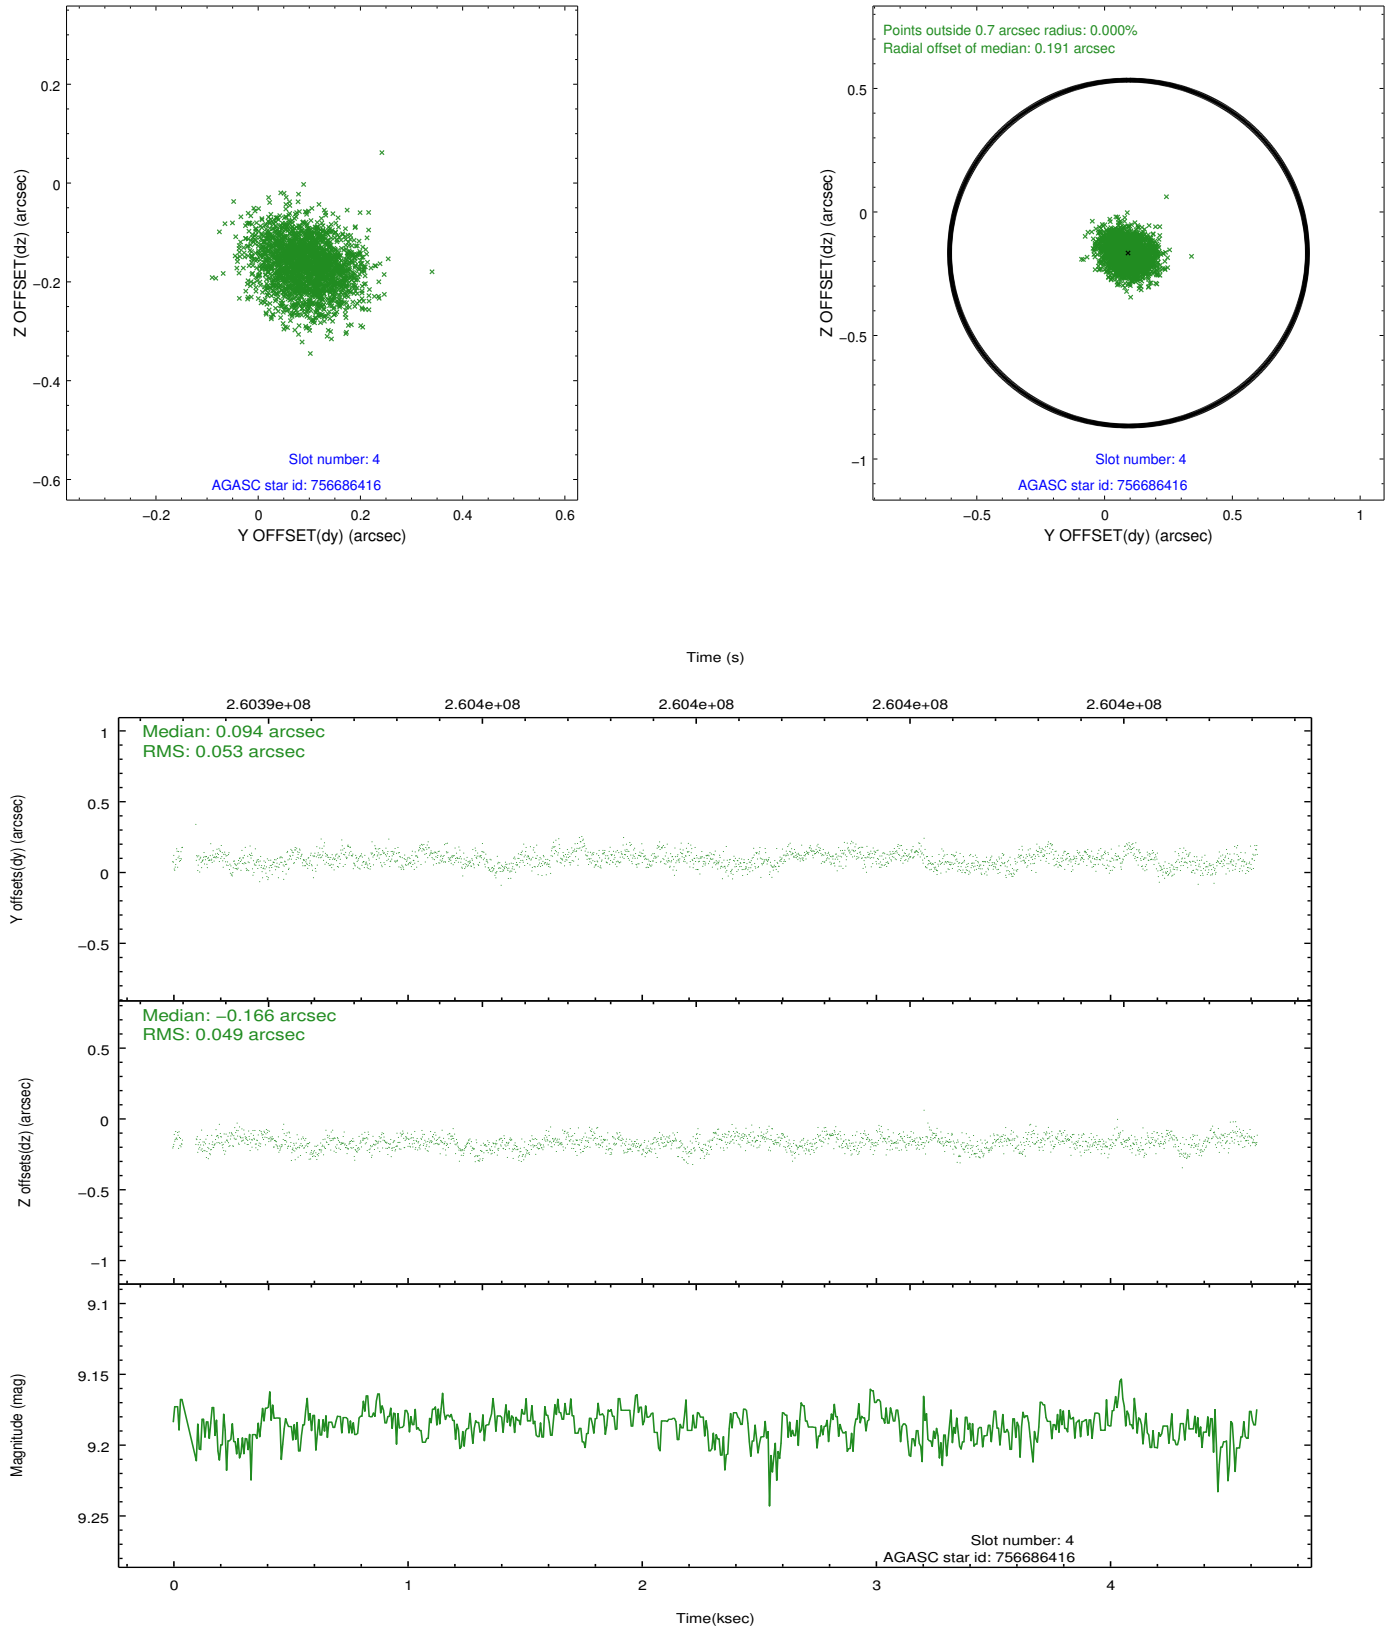 0.2
0
−0.2
−0.4
−0.6
Z OFFSET(dz) (arcsec)
Slot number: 4
AGASC star id: 756686416
−0.2
0
0.2
0.4
0.6
Y OFFSET(dy) (arcsec)
Points outside 0.7 arcsec radius: 0.000%
Radial offset of median: 0.191 arcsec
0.5
0
−0.5
−1
Z OFFSET(dz) (arcsec)
Slot number: 4
AGASC star id: 756686416
−0.5
0
0.5
1
Y OFFSET(dy) (arcsec)
Time (s)
2.6039e+08
2.604e+08
2.604e+08
2.604e+08
2.604e+08
Median: 0.094 arcsec
RMS: 0.053 arcsec
1
0.5
0
−0.5
Y offsets(dy) (arcsec)
Median: −0.166 arcsec
RMS: 0.049 arcsec
0.5
0
−0.5
−1
Z offsets(dz) (arcsec)
9.1
9.15
9.2
9.25
Magnitude (mag)
Slot number: 4
AGASC star id: 756686416
0
1
2
3
4
Time(ksec)